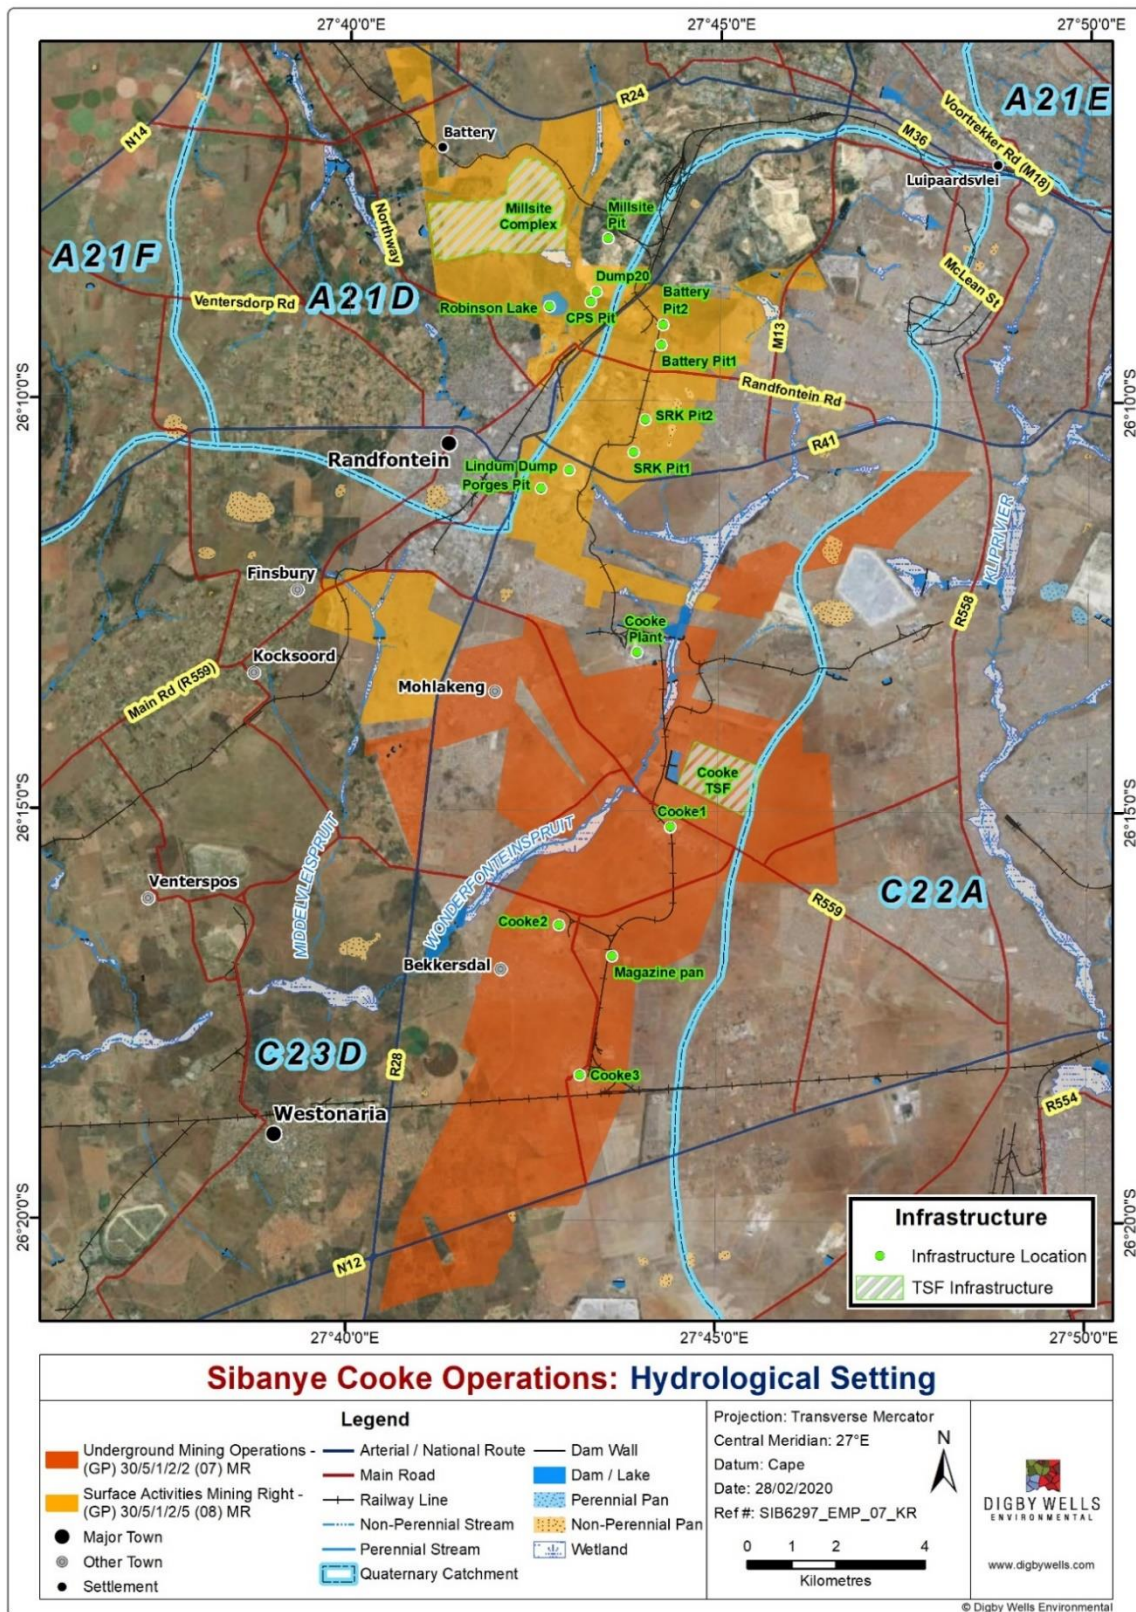 27°40'0"E
27°45'0"E
27°50'0"E
A21E
R24
N14
Battery
M36
Voortrekker Rd (M18)
Luipaardsvlei
Millsite
Complex
Millsite
Pit
Northway
A21F
A21D
McLean St
Dump20
Ventersdorp Rd
Robinson Lake
CPS Pit
Battery
Pit2
M13
Battery Pit1
26°10'0"S
26°10'0"S
Randfontein Rd
SRK Pit2
R41
Randfontein
SRK Pit1
Lindum Dump
Porges Pit
KLIPRIVIER
Finsbury
R558
Cooke
Plant
Kocksoord
Main Rd (R559)
Mohlakeng
Cooke
TSF
26°15'0"S
26°15'0"S
Cooke1
MIDDELVLEISPRUIT
WONDERFONTEINSPRUIT
Venterspos
C22A
R559
Cooke2
Bekkersdal
Magazine pan
C23D
R28
Cooke3
Westonaria
R554
26°20'0"S
26°20'0"S
N12
Infrastructure
Infrastructure Location
TSF Infrastructure
27°40'0"E
27°45'0"E
27°50'0"E
Sibanye Cooke Operations: Hydrological Setting
Legend
Underground Mining Operations -
(GP) 30/5/1/2/2 (07) MR
Surface Activities Mining Right -
(GP) 30/5/1/2/5 (08) MR
Major Town
Other Town
Settlement
Arterial / National Route
Main Road
Railway Line
Non-Perennial Stream
Perennial Stream
Quaternary Catchment
Dam Wall
Dam / Lake
Perennial Pan
Non-Perennial Pan
Wetland
Projection: Transverse Mercator
Central Meridian: 27°E
Datum: Cape
Date: 28/02/2020
Ref #: SIB6297_EMP_07_KR
N
0 1 2 4
Kilometres
DIGBY WELLS
ENVIRONMENTAL
www.digbywells.com
© Digby Wells Environmental